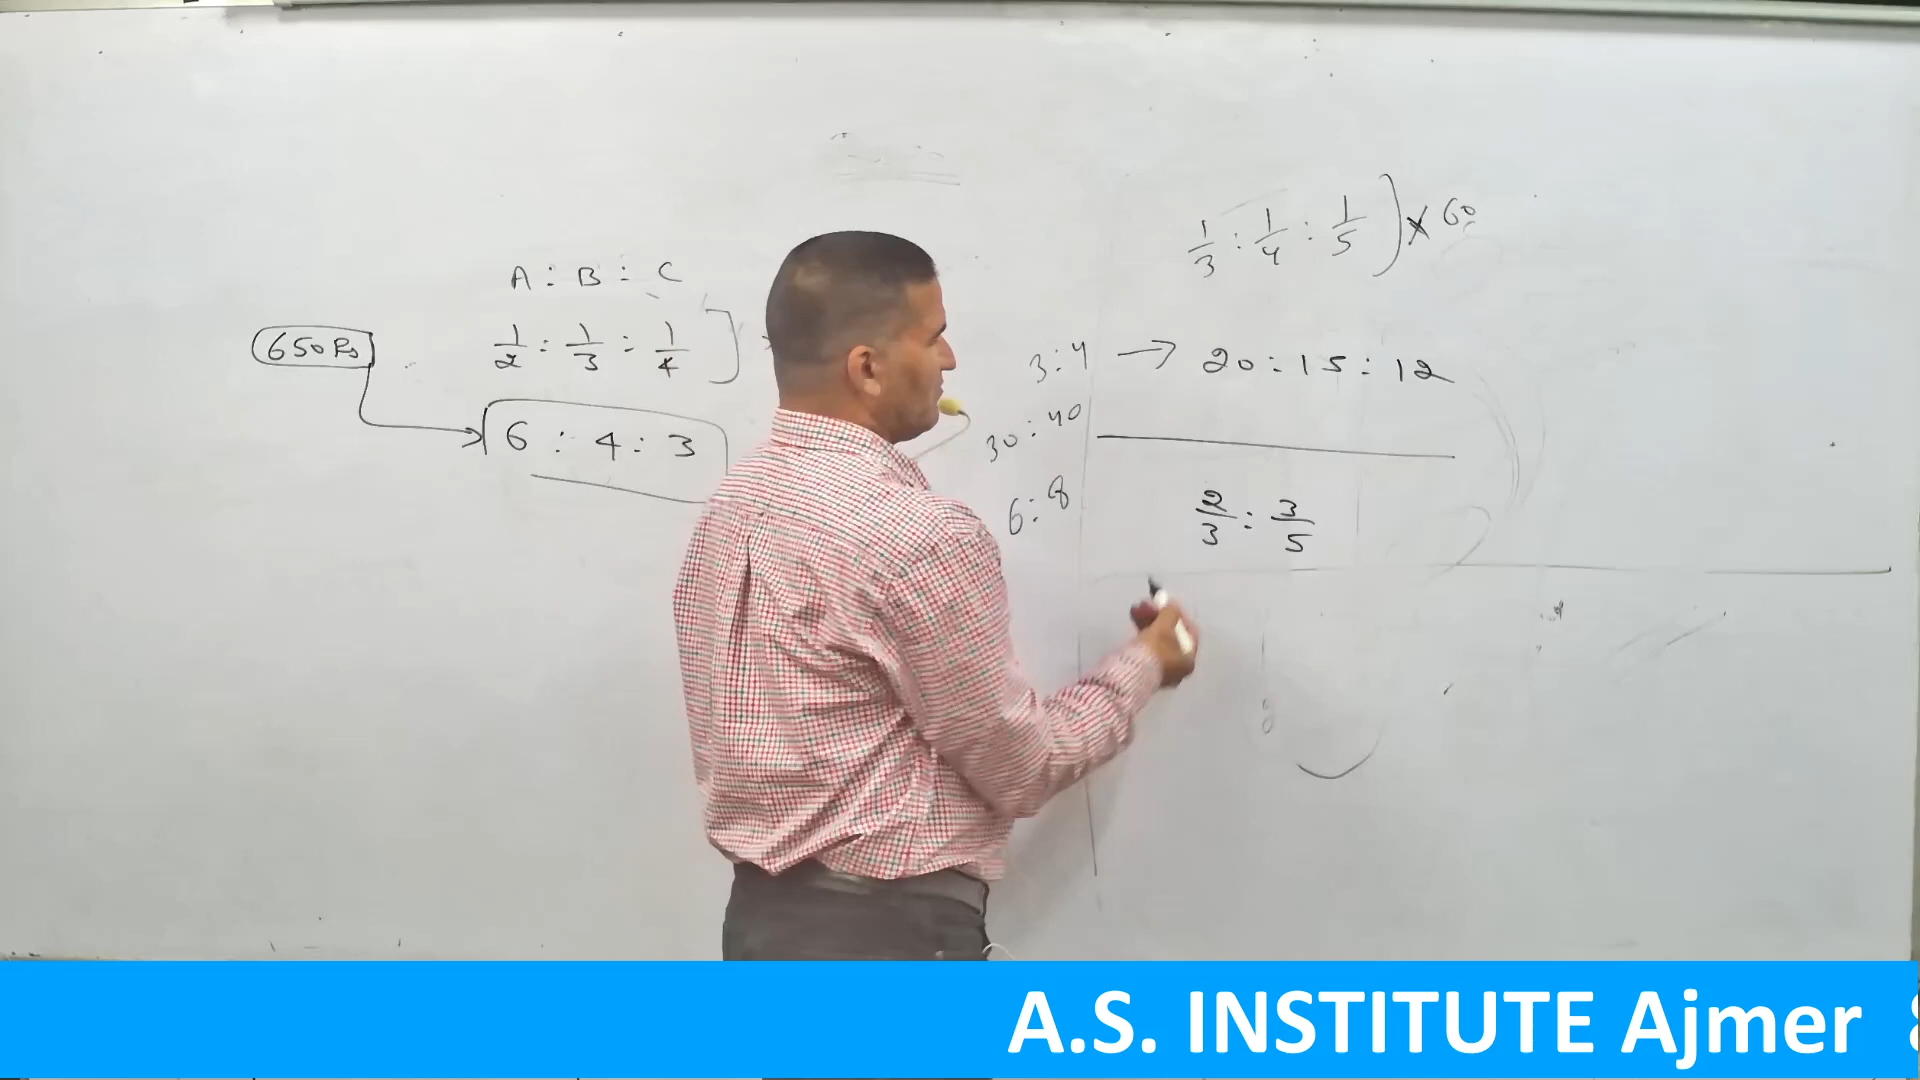 A : B : C
650 Rs
1/2 : 1/3 : 1/4
6 : 4 : 3
3 : 4
30 : 40
6 : 8
1/3 : 1/4 : 1/5 ) × 60
→ 20 : 15 : 12
2/3 : 3/5
A.S. INSTITUTE Ajmer